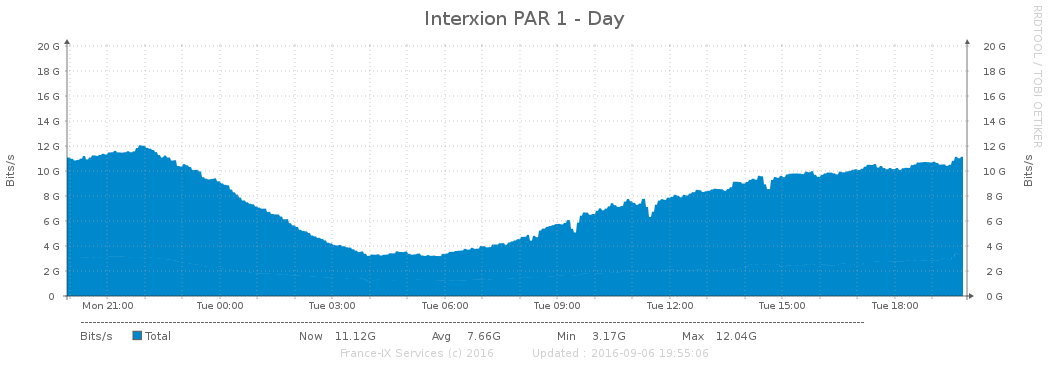 Interxion PAR 1 - Day
RRDTOOL / TOBI OETIKER
Bits/s
20 G 20 G
18 G 18 G
16 G 16 G
14 G 14 G
12 G 12 G
10 G 10 G
8 G 8 G
6 G 6 G
4 G 4 G
2 G 2 G
0 0 G
Bits/s
Mon 21:00 Tue 00:00 Tue 03:00 Tue 06:00 Tue 09:00 Tue 12:00 Tue 15:00 Tue 18:00
Bits/s Total Now 11.12G Avg 7.66G Min 3.17G Max 12.04G
France-IX Services (c) 2016 Updated : 2016-09-06 19:55:06